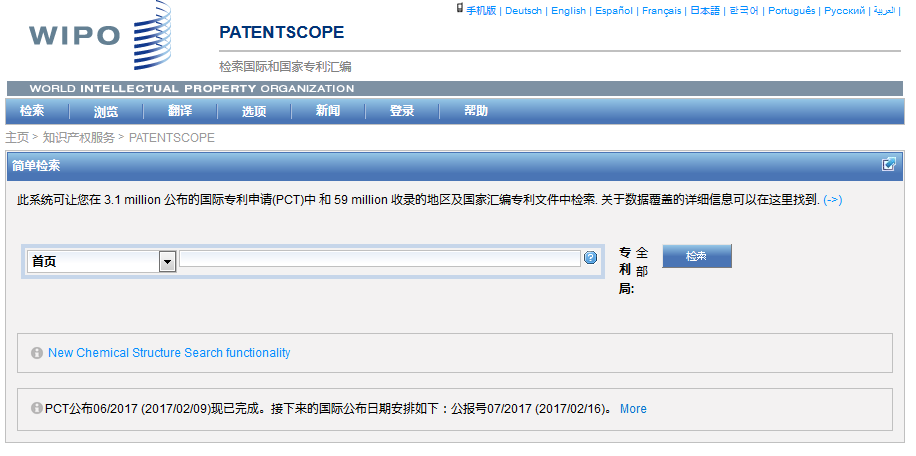 手机版 | Deutsch | English | Español | Français | 日本語 | 한국어 | Português | Русский | العربية |
WIPO
PATENTSCOPE
检索国际和国家专利汇编
WORLD INTELLECTUAL PROPERTY ORGANIZATION
检索 浏览 翻译 选项 新闻 登录 帮助
主页 > 知识产权服务 > PATENTSCOPE
简单检索
此系统可让您在 3.1 million 公布的国际专利申请(PCT)中 和 59 million 收录的地区及国家汇编专利文件中检索. 关于数据覆盖的详细信息可以在这里找到. (->)
首页
?
专利局:
全部
检索
New Chemical Structure Search functionality
PCT公布06/2017 (2017/02/09)现已完成。接下来的国际公布日期安排如下：公报号07/2017 (2017/02/16)。 More